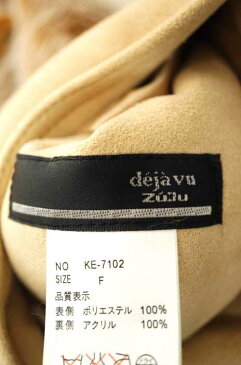 déjà vu
zúlu
NO KE-7102
SIZE F
品質表示
表側 ポリエステル 100%
裏側 アクリル 100%